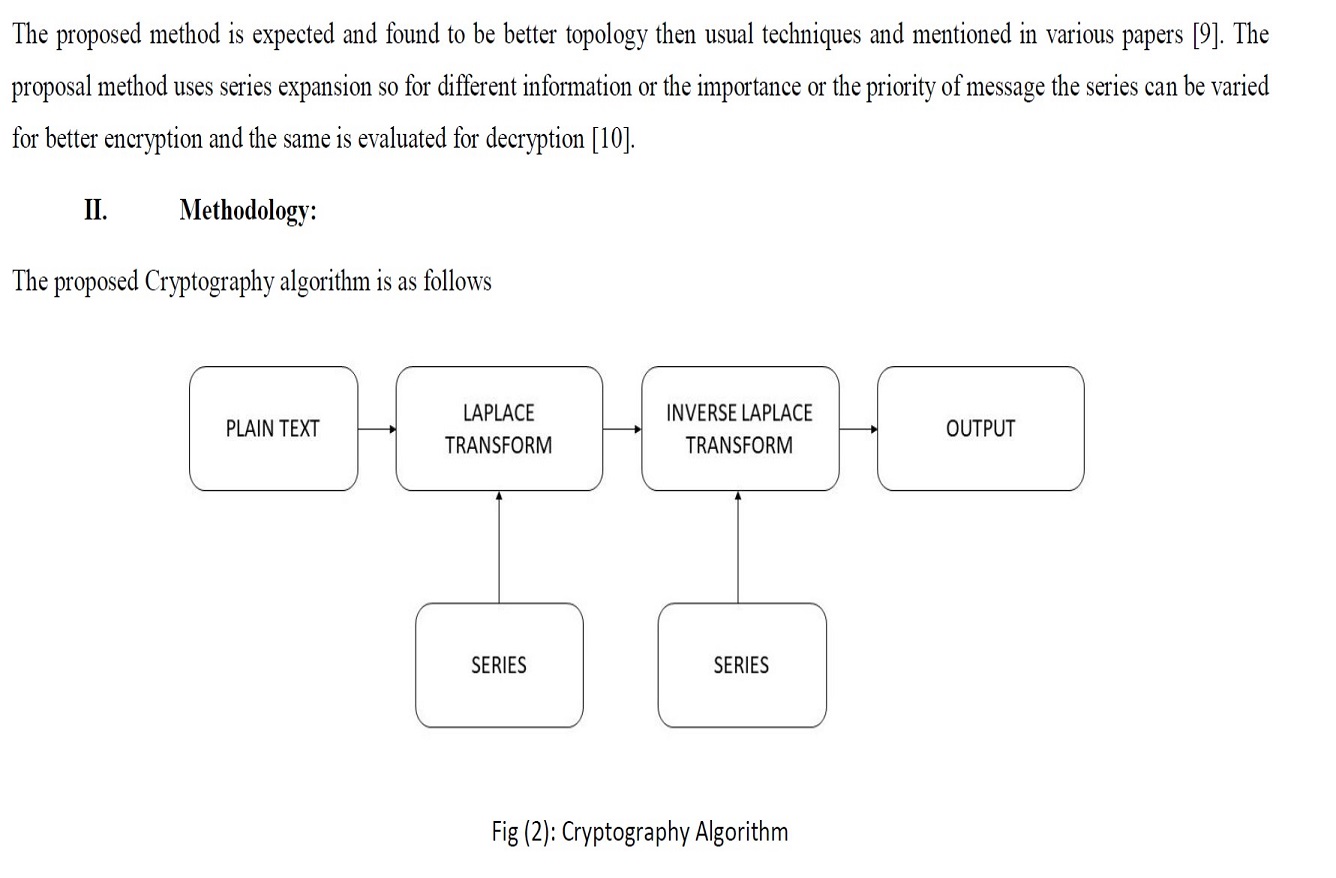 The proposed method is expected and found to be better topology then usual techniques and mentioned in various papers [9]. The
proposal method uses series expansion so for different information or the importance or the priority of message the series can be varied
for better encryption and the same is evaluated for decryption [10].
II. Methodology:
The proposed Cryptography algorithm is as follows
PLAIN TEXT
LAPLACE
TRANSFORM
INVERSE LAPLACE
TRANSFORM
OUTPUT
SERIES
SERIES
Fig (2): Cryptography Algorithm